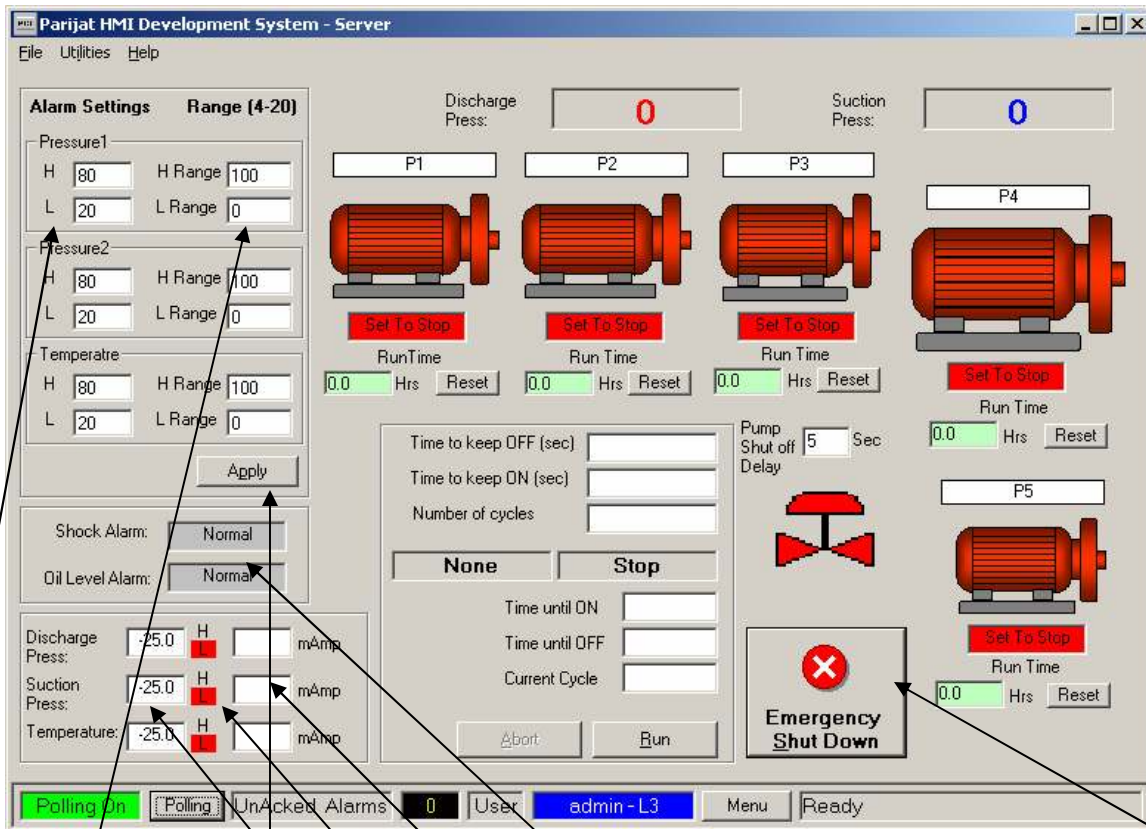 Parijat HMI Development System - Server
File Utilities Help
Alarm Settings Range (4-20)
Pressure1
H 80 H Range 100
L 20 L Range 0
Pressure2
H 80 H Range 100
L 20 L Range 0
Temperatre
H 80 H Range 100
L 20 L Range 0
Apply
Shock Alarm: Normal
Oil Level Alarm: Normal
Discharge
Press:
-25.0 H
L
mAmp
Suction
Press:
-25.0 H
L
mAmp
Temperature: -25.0 H
L
mAmp
Discharge
Press:
0
Suction
Press:
0
P1
Set To Stop
RunTime
0.0 Hrs Reset
P2
Set To Stop
Run Time
0.0 Hrs Reset
P3
Set To Stop
Run Time
0.0 Hrs Reset
P4
Set To Stop
Run Time
0.0 Hrs Reset
Time to keep OFF (sec)
Time to keep ON (sec)
Number of cycles
None Stop
Time until ON
Time until OFF
Current Cycle
Abort Run
Pump
Shut off
Delay
5 Sec
Emergency
Shut Down
P5
Set To Stop
Run Time
0.0 Hrs Reset
Polling On Polling UnAcked Alarms 0 User admin - L3 Menu Ready